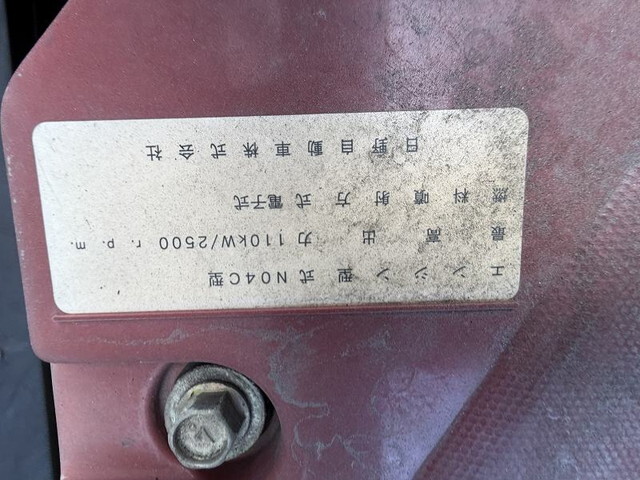 エンジン型式 N04C型
最高出力 110kW/2500 r.p.m.
燃料噴射方式 電子式
日野自動車株式会社